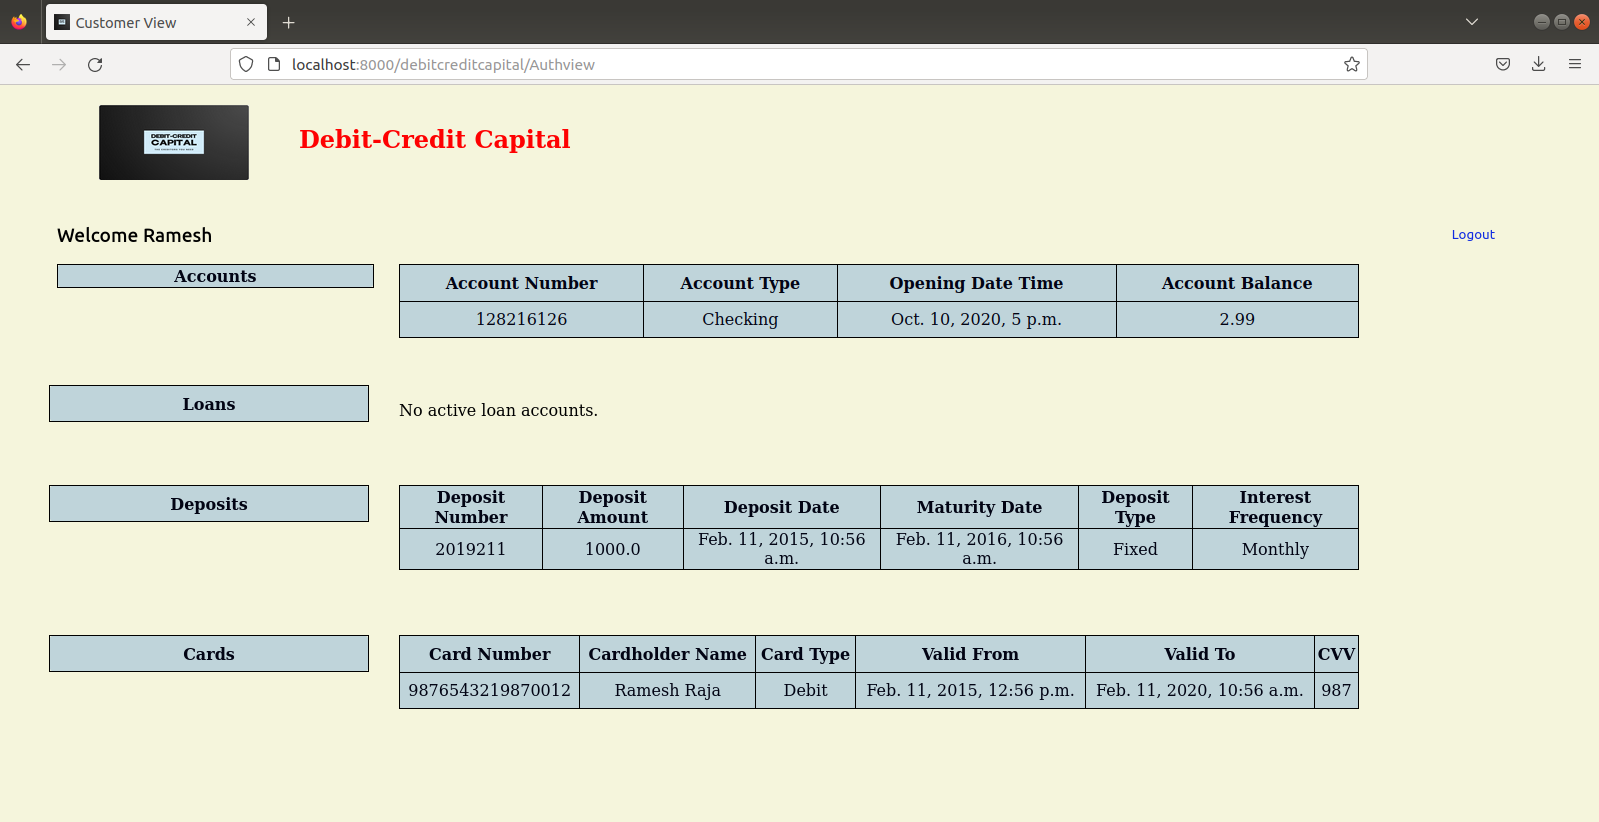 Customer View
localhost:8000/debitcreditcapital/Authview
DEBIT-CREDIT
CAPITAL
Debit-Credit Capital
Welcome Ramesh
Logout
Accounts
Account Number Account Type Opening Date Time Account Balance
128216126 Checking Oct. 10, 2020, 5 p.m. 2.99
Loans
No active loan accounts.
Deposits
Deposit Number Deposit Amount Deposit Date Maturity Date Deposit Type Interest Frequency
2019211 1000.0 Feb. 11, 2015, 10:56 a.m. Feb. 11, 2016, 10:56 a.m. Fixed Monthly
Cards
Card Number Cardholder Name Card Type Valid From Valid To CVV
9876543219870012 Ramesh Raja Debit Feb. 11, 2015, 12:56 p.m. Feb. 11, 2020, 10:56 a.m. 987